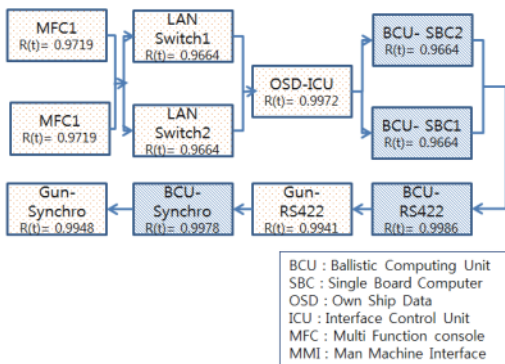 MFC1
R(t)= 0.9719
LAN
Switch1
R(t)= 0.9664
BCU- SBC2
R(t)= 0.9664
OSD-ICU
R(t)= 0.9972
MFC1
R(t)= 0.9719
LAN
Switch2
R(t)= 0.9664
BCU- SBC1
R(t)= 0.9664
Gun-
Synchro
R(t)= 0.9948
BCU-
Synchro
R(t)= 0.9978
Gun-
RS422
R(t)= 0.9941
BCU-
RS422
R(t)= 0.9986
BCU : Ballistic Computing Unit
SBC : Single Board Computer
OSD : Own Ship Data
ICU : Interface Control Unit
MFC : Multi Function console
MMI : Man Machine Interface